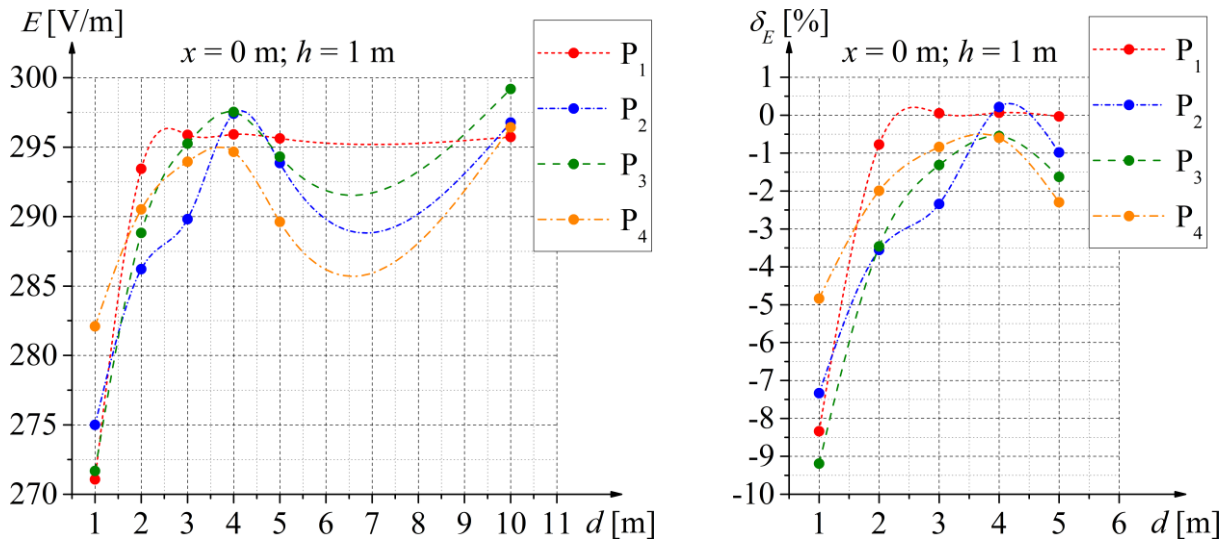 E [V/m]
x = 0 m; h = 1 m
P1
P2
P3
P4
300
295
290
285
280
275
270
1 2 3 4 5 6 7 8 9 10 11 d [m]
δE [%]
x = 0 m; h = 1 m
P1
P2
P3
P4
1
0
-1
-2
-3
-4
-5
-6
-7
-8
-9
-10
1 2 3 4 5 6 d [m]